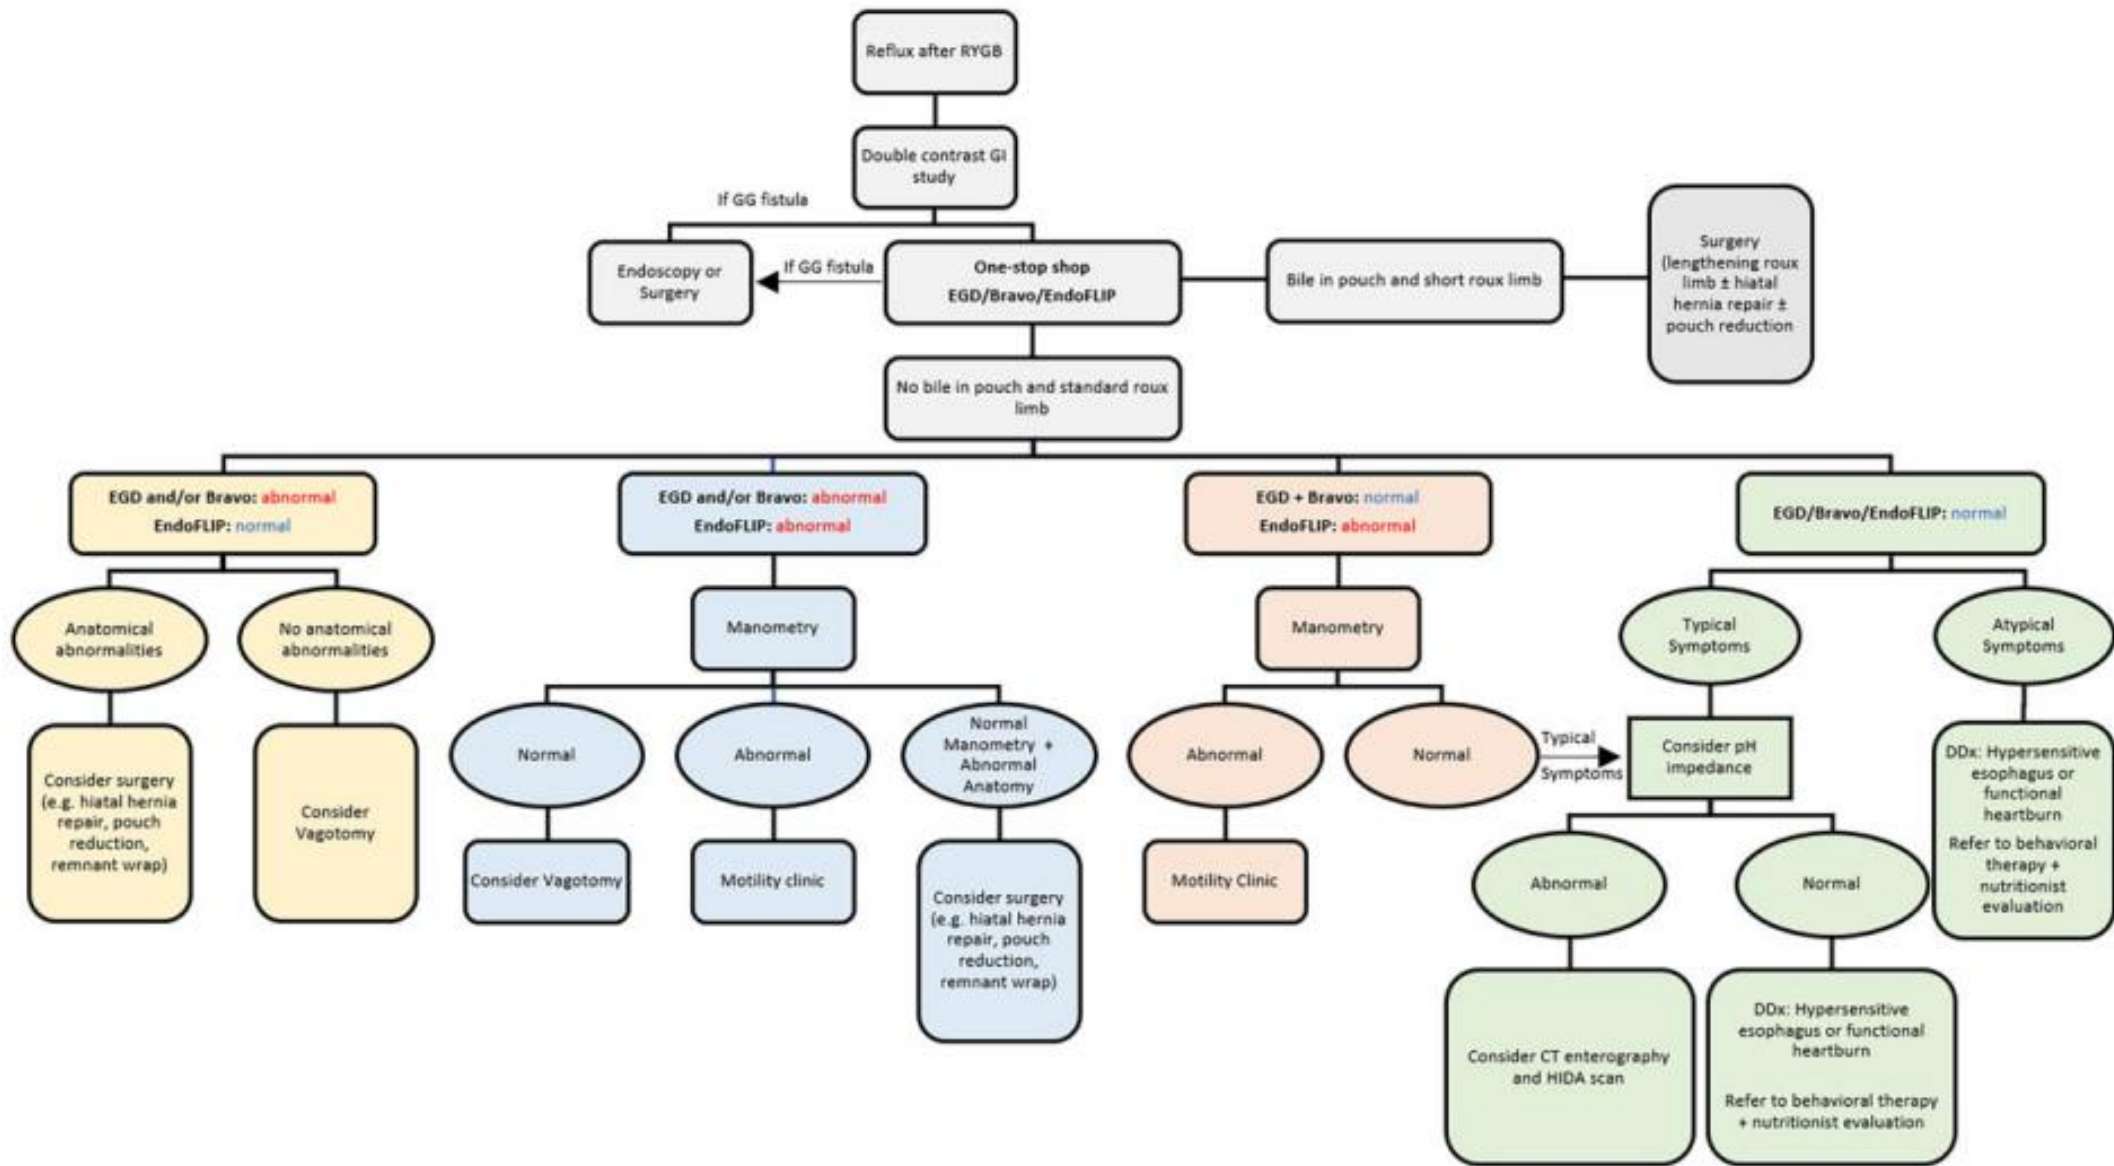 Reflux after RYGB
Double contrast GI
study
If GG fistula
Endoscopy or
Surgery
If GG fistula
One-stop shop
EGD/Bravo/EndoFLIP
Bile in pouch and short roux limb
Surgery
(lengthening roux
limb ± hiatal
hernia repair ±
pouch reduction
No bile in pouch and standard roux
limb
EGD and/or Bravo: abnormal
EndoFLIP: normal
EGD and/or Bravo: abnormal
EndoFLIP: abnormal
EGD + Bravo: normal
EndoFLIP: abnormal
EGD/Bravo/EndoFLIP: normal
Anatomical
abnormalities
No anatomical
abnormalities
Manometry
Manometry
Typical
Symptoms
Atypical
Symptoms
Consider surgery
(e.g. hiatal hernia
repair, pouch
reduction,
remnant wrap)
Consider
Vagotomy
Normal
Abnormal
Normal
Manometry +
Abnormal
Anatomy
Abnormal
Normal
Typical
Symptoms
Consider pH
impedance
DDx: Hypersensitive
esophagus or
functional
heartburn
Refer to behavioral
therapy +
nutritionist
evaluation
Consider Vagotomy
Motility clinic
Consider surgery
(e.g. hiatal hernia
repair, pouch
reduction,
remnant wrap)
Motility Clinic
Abnormal
Normal
Consider CT enterography
and HIDA scan
DDx: Hypersensitive
esophagus or functional
heartburn
Refer to behavioral therapy
+ nutritionist evaluation